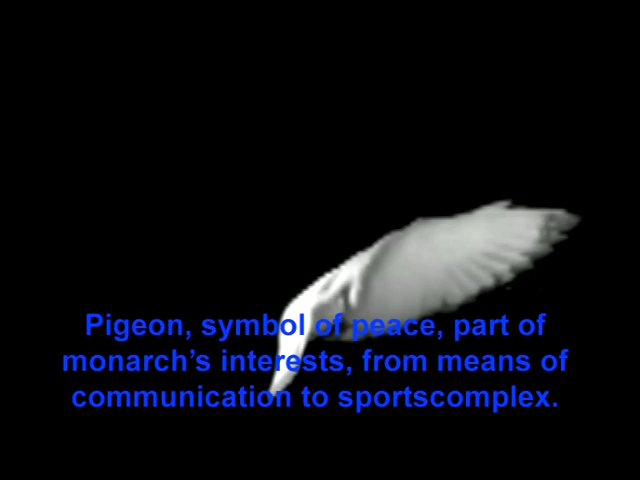 Pigeon, symbol of peace, part of
monarch’s interests, from means of
communication to sportscomplex.